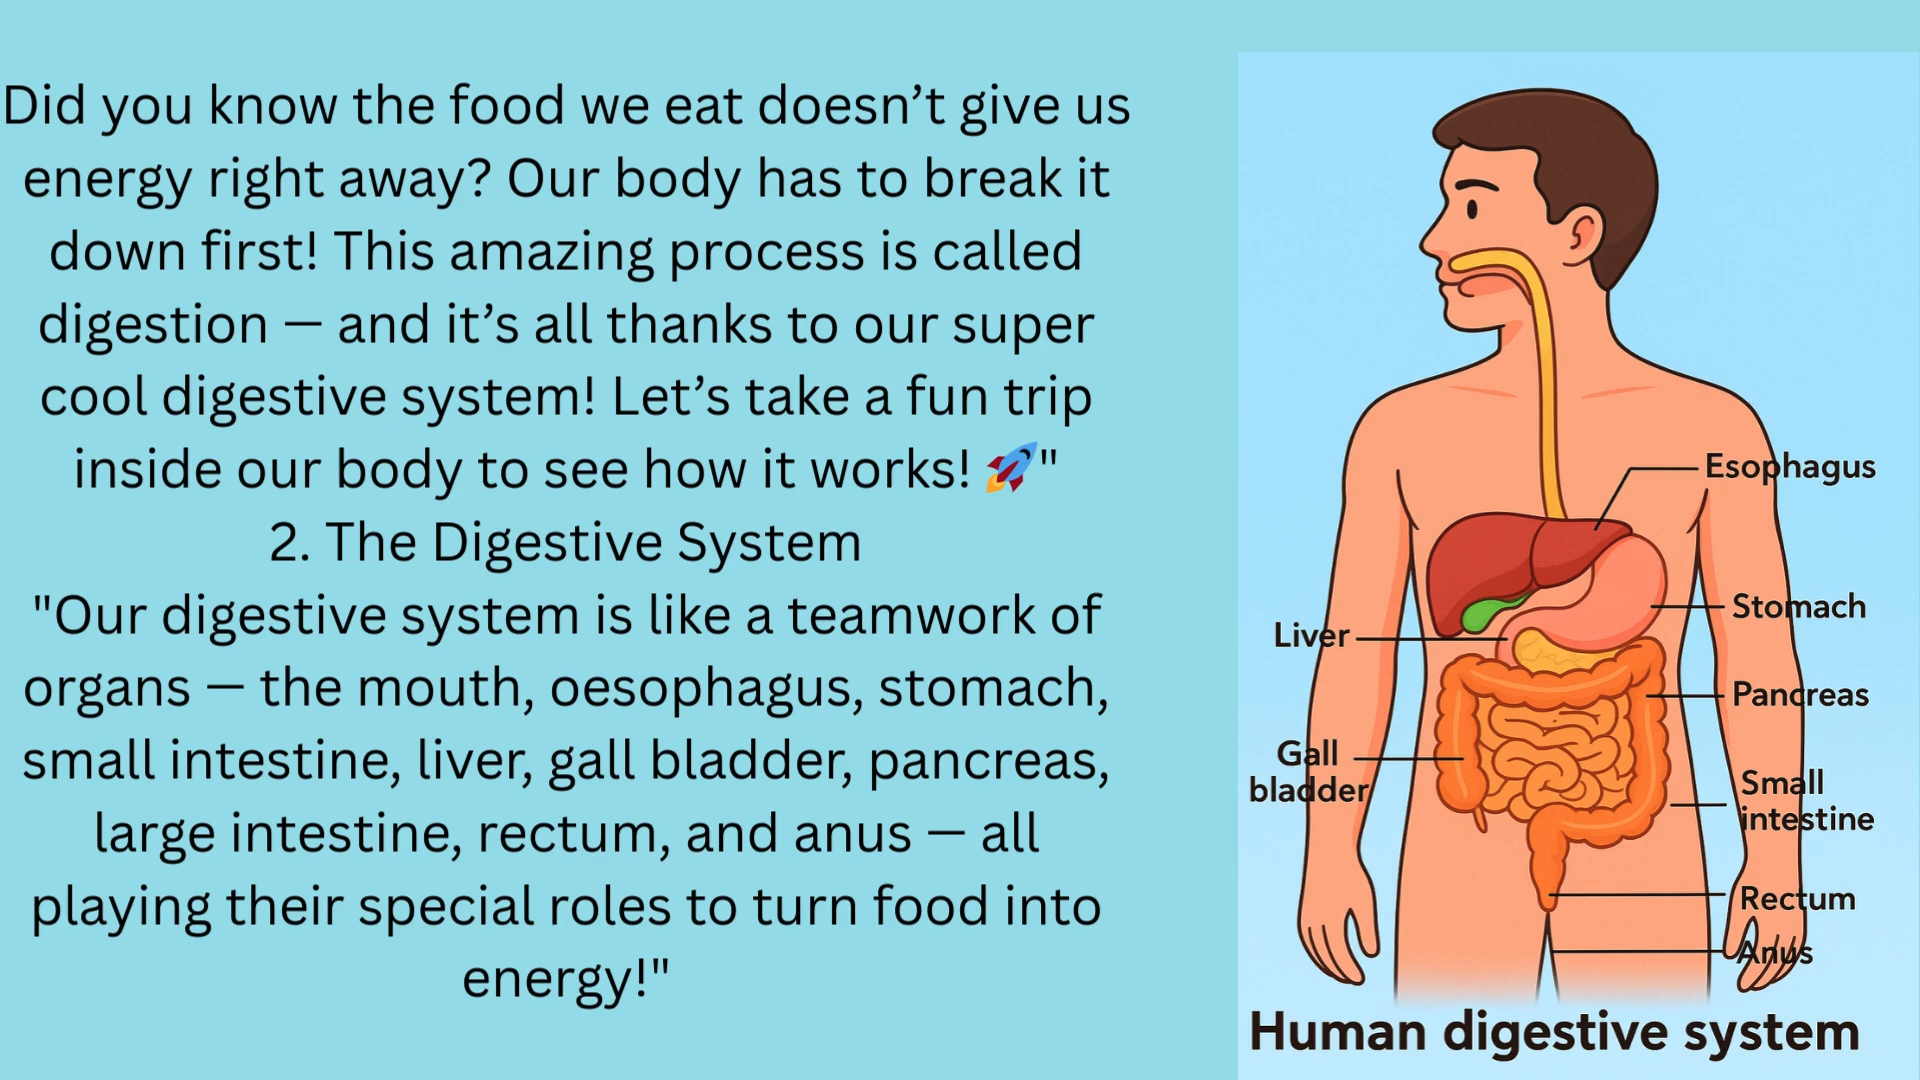 Did you know the food we eat doesn’t give us
energy right away? Our body has to break it
down first! This amazing process is called
digestion — and it’s all thanks to our super
cool digestive system! Let’s take a fun trip
inside our body to see how it works! 🚀"
2. The Digestive System
"Our digestive system is like a teamwork of
organs — the mouth, oesophagus, stomach,
small intestine, liver, gall bladder, pancreas,
large intestine, rectum, and anus — all
playing their special roles to turn food into
energy!"
Esophagus
Stomach
Liver
Pancreas
Gall
bladder
Small
intestine
Rectum
Anus
Human digestive system